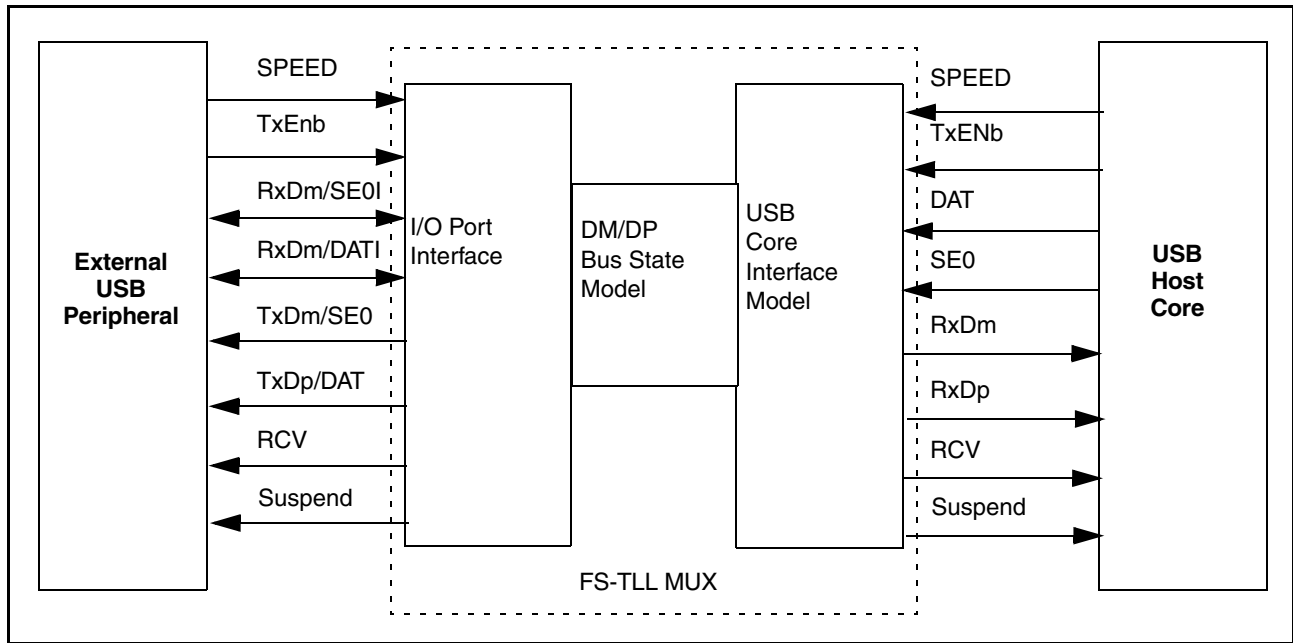 External
USB
Peripheral
SPEED
TxEnb
RxDm/SE0I
RxDm/DATI
TxDm/SE0
TxDp/DAT
RCV
Suspend
I/O Port
Interface
DM/DP
Bus State
Model
USB
Core
Interface
Model
FS-TLL MUX
SPEED
TxENb
DAT
SE0
RxDm
RxDp
RCV
Suspend
USB
Host
Core